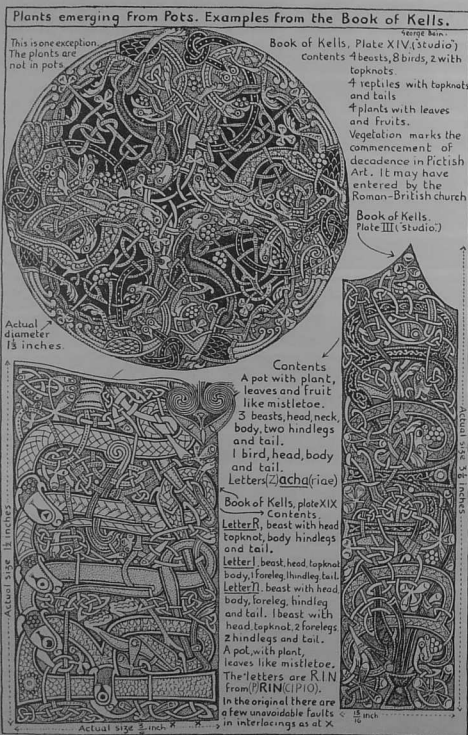 Plants emerging From Pots. Examples from the Book of Kells.
George Bain.
This is one exception.
The plants are
not in pots.
Book of Kells, Plate XIV.("Studio")
Contents 4 beasts, 8 birds, 2 with
topknots.
4 reptiles with topknots
and tails
4 plants with leaves
and fruits.
Vegetation marks the
commencement of
decadence in Pictish
Art. It may have
entered by the
Roman-British church
Book of Kells.
Plate III ("Studio".)
Actual
diameter
Contents
A pot with plant,
leaves and fruit
like mistletoe.
3 beasts, head, neck,
body, two hindlegs
and tail.
1 bird, head, body
and tail.
Letters (Z)acha(riae)
Book of Kells, plate XIX
Contents.
Letter R, beast with head
topknot, body hindlegs
and tail.
Letter I, beast, head, topknot
body, 1 foreleg, 1 hindleg, tail.
Letter N. beast with head,
body, foreleg, hindleg
and tail. 1 beast with
head, topknot, 2 forelegs
2 hindlegs and tail.
A pot, with plant,
leaves like mistletoe.
The letters are R.I.N
From (P)RIN(CIPIO).
In the original there are
a few unavoidable faults
in interlacings as at X
Actual size 1½ inches
Actual size inch X X
Actual size inches
15/16 inch